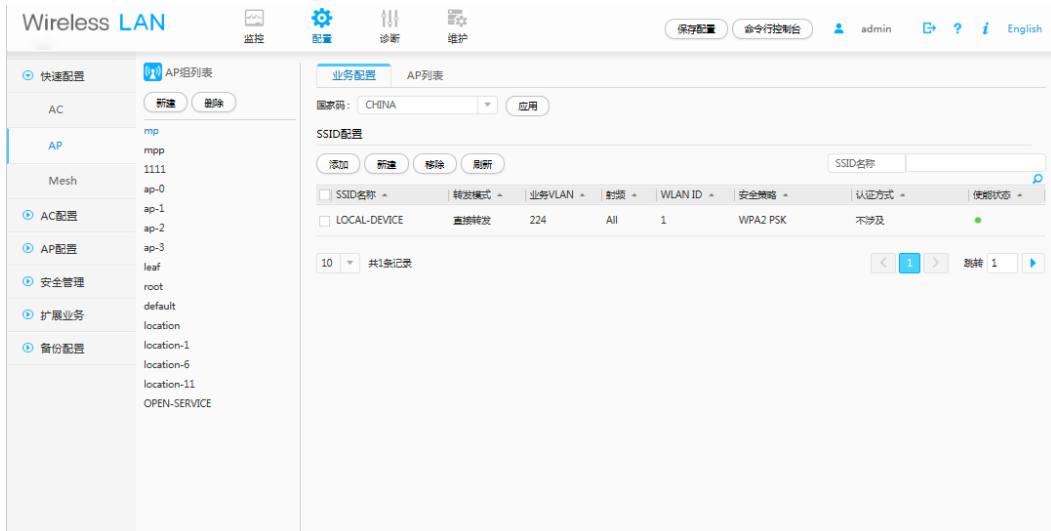 Wireless LAN
监控
配置
诊断
维护
保存配置
命令行控制台
admin
?
i
English
快速配置
AC
AP
Mesh
AC配置
AP配置
安全管理
扩展业务
备份配置
AP组列表
新建
删除
mp
mpp
1111
ap-0
ap-1
ap-2
ap-3
leaf
root
default
location
location-1
location-6
location-11
OPEN-SERVICE
业务配置
AP列表
国家码： CHINA
应用
SSID配置
添加
新建
移除
刷新
SSID名称
SSID名称 转发模式 业务VLAN 射频 WLAN ID 安全策略 认证方式 使能状态
LOCAL-DEVICE 直接转发 224 All 1 WPA2 PSK 不涉及
10 共1条记录
< 1 > 跳转 1